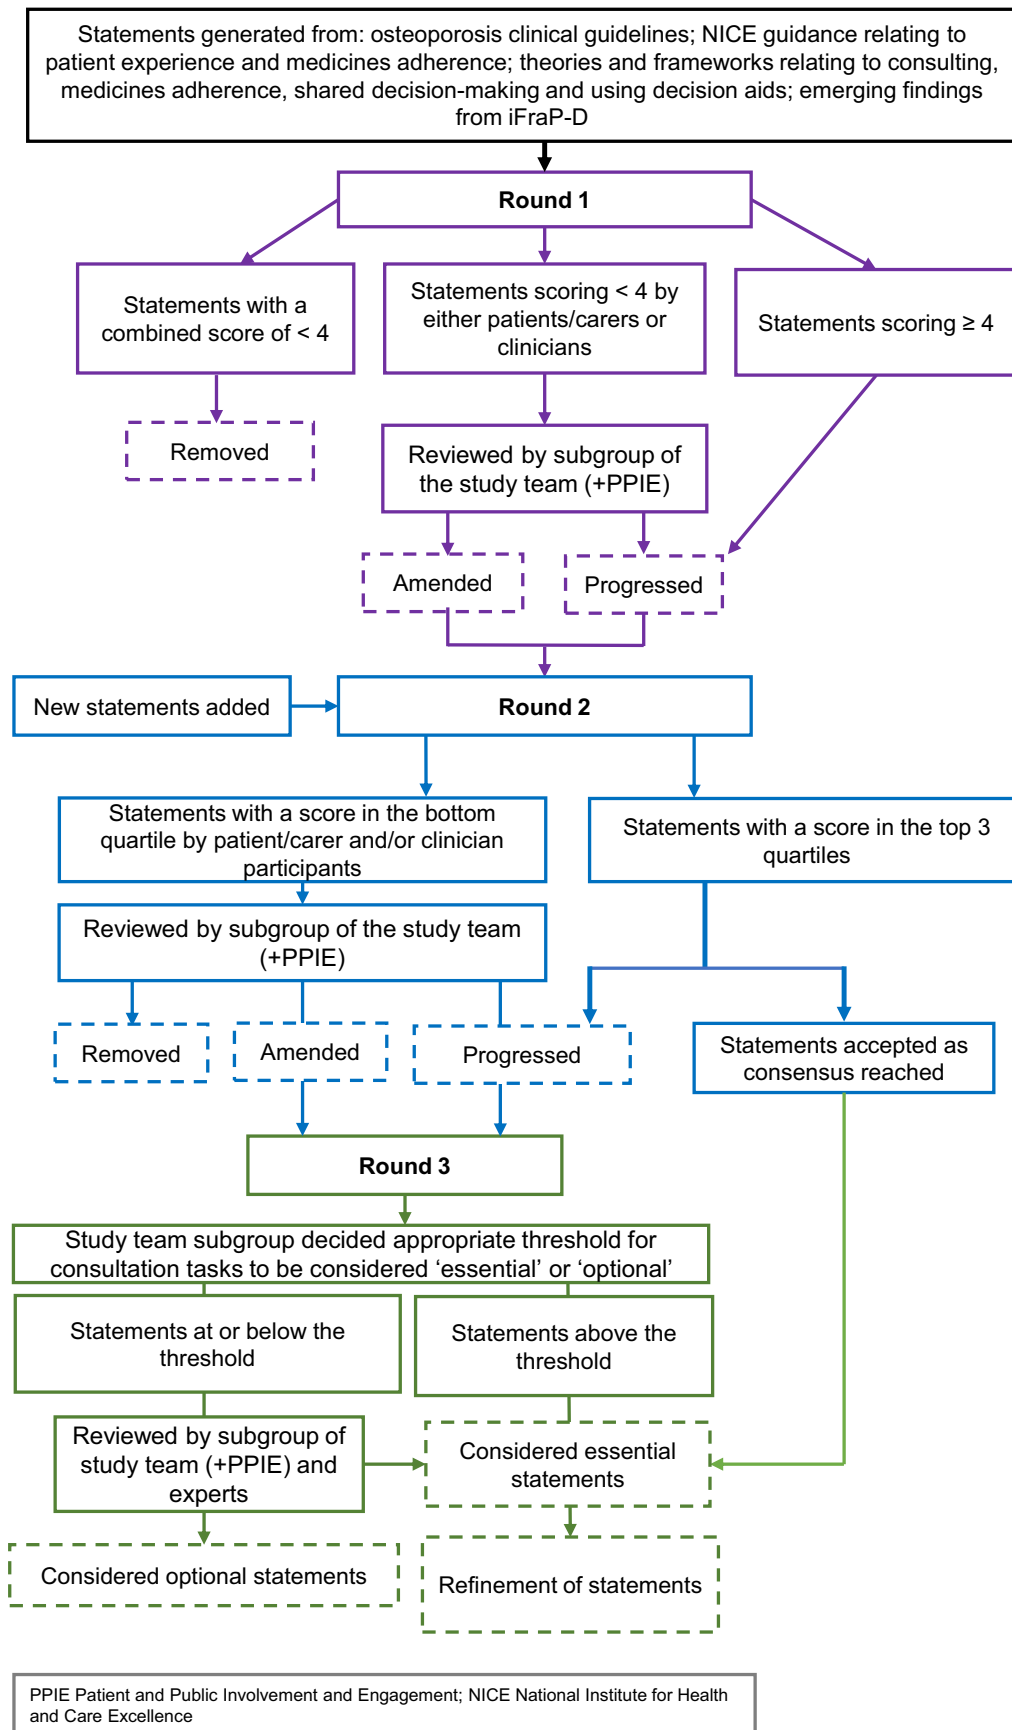 Statements generated from: osteoporosis clinical guidelines; NICE guidance relating to
patient experience and medicines adherence; theories and frameworks relating to consulting,
medicines adherence, shared decision-making and using decision aids; emerging findings
from iFraP-D
Round 1
Statements with a
combined score of < 4
Statements scoring < 4 by
either patients/carers or
clinicians
Statements scoring ≥ 4
Removed
Reviewed by subgroup of
the study team (+PPIE)
Amended
Progressed
New statements added
Round 2
Statements with a score in the bottom
quartile by patient/carer and/or clinician
participants
Statements with a score in the top 3
quartiles
Reviewed by subgroup of the study team
(+PPIE)
Removed
Amended
Progressed
Statements accepted as
consensus reached
Round 3
Study team subgroup decided appropriate threshold for
consultation tasks to be considered ‘essential’ or ‘optional’
Statements at or below the
threshold
Statements above the
threshold
Reviewed by subgroup of
study team (+PPIE) and
experts
Considered essential
statements
Considered optional statements
Refinement of statements
PPIE Patient and Public Involvement and Engagement; NICE National Institute for Health
and Care Excellence